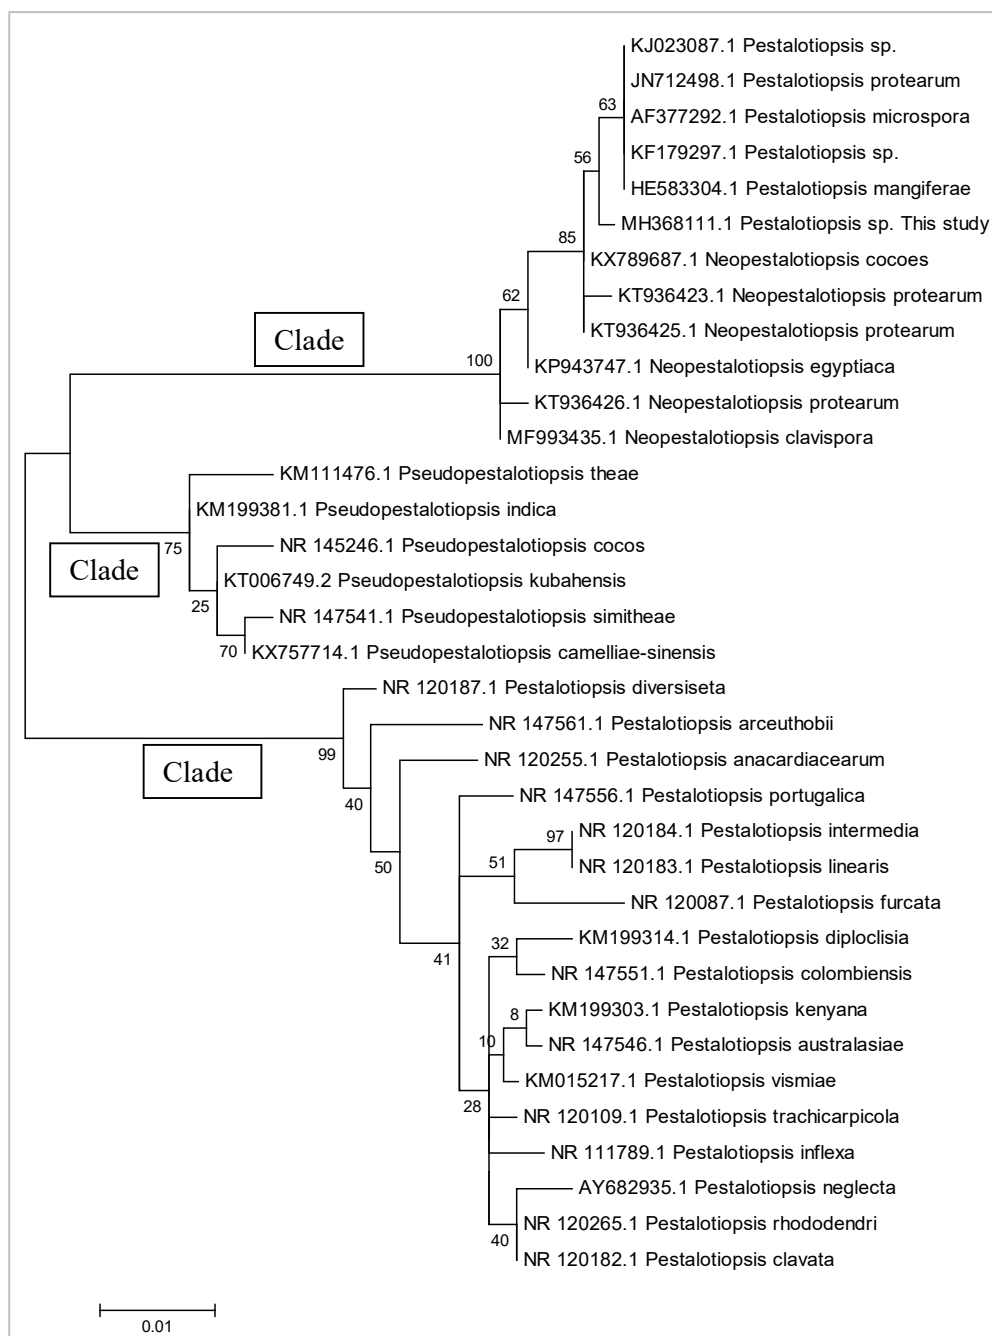 KJ023087.1 Pestalotiopsis sp.
JN712498.1 Pestalotiopsis protearum
63
AF377292.1 Pestalotiopsis microspora
KF179297.1 Pestalotiopsis sp.
56
HE583304.1 Pestalotiopsis mangiferae
MH368111.1 Pestalotiopsis sp. This study
85
KX789687.1 Neopestalotiopsis cocoes
62
KT936423.1 Neopestalotiopsis protearum
KT936425.1 Neopestalotiopsis protearum
Clade
100
KP943747.1 Neopestalotiopsis egyptiaca
KT936426.1 Neopestalotiopsis protearum
MF993435.1 Neopestalotiopsis clavispora
KM111476.1 Pseudopestalotiopsis theae
KM199381.1 Pseudopestalotiopsis indica
75
NR 145246.1 Pseudopestalotiopsis cocos
Clade
KT006749.2 Pseudopestalotiopsis kubahensis
25
NR 147541.1 Pseudopestalotiopsis simitheae
70
KX757714.1 Pseudopestalotiopsis camelliae-sinensis
NR 120187.1 Pestalotiopsis diversiseta
NR 147561.1 Pestalotiopsis arceuthobii
99
NR 120255.1 Pestalotiopsis anacardiacearum
Clade
40
NR 147556.1 Pestalotiopsis portugalica
NR 120184.1 Pestalotiopsis intermedia
97
51
NR 120183.1 Pestalotiopsis linearis
50
NR 120087.1 Pestalotiopsis furcata
KM199314.1 Pestalotiopsis diploclisia
32
41
NR 147551.1 Pestalotiopsis colombiensis
KM199303.1 Pestalotiopsis kenyana
8
10
NR 147546.1 Pestalotiopsis australasiae
KM015217.1 Pestalotiopsis vismiae
28
NR 120109.1 Pestalotiopsis trachicarpicola
NR 111789.1 Pestalotiopsis inflexa
AY682935.1 Pestalotiopsis neglecta
NR 120265.1 Pestalotiopsis rhododendri
40
NR 120182.1 Pestalotiopsis clavata
0.01